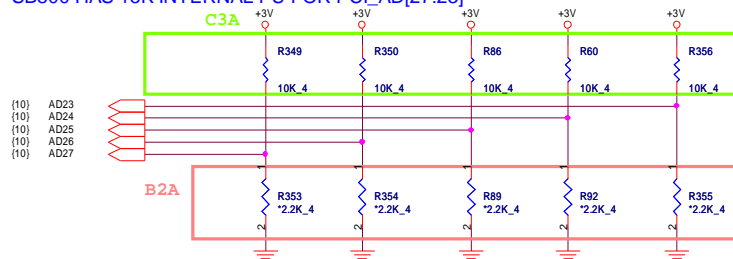 C3A
+3V +3V +3V +3V +3V
R349 R350 R86 R60 R356
10K_4 10K_4 10K_4 10K_4 10K_4
{10} AD23
{10} AD24
{10} AD25
{10} AD26
{10} AD27
B2A
1 1 1 1 1
R353 R354 R89 R92 R355
*2.2K_4 *2.2K_4 *2.2K_4 *2.2K_4 *2.2K_4
2 2 2 2 2